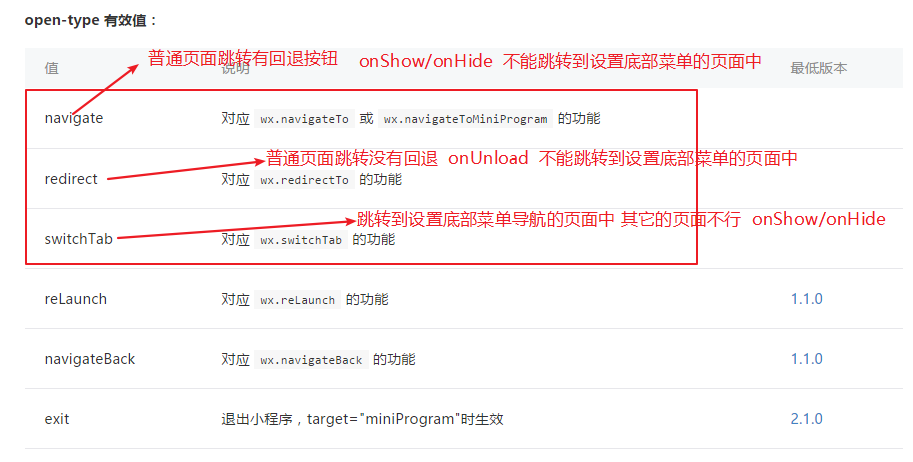 open-type 有效值：
值 说明 最低版本
普通页面跳转有回退按钮 onShow/onHide 不能跳转到设置底部菜单的页面中
navigate 对应 wx.navigateTo 或 wx.navigateToMiniProgram 的功能
普通页面跳转没有回退 onUnload 不能跳转到设置底部菜单的页面中
redirect 对应 wx.redirectTo 的功能
跳转到设置底部菜单导航的页面中 其它的页面不行 onShow/onHide
switchTab 对应 wx.switchTab 的功能
reLaunch 对应 wx.reLaunch 的功能 1.1.0
navigateBack 对应 wx.navigateBack 的功能 1.1.0
exit 退出小程序，target="miniProgram"时生效 2.1.0